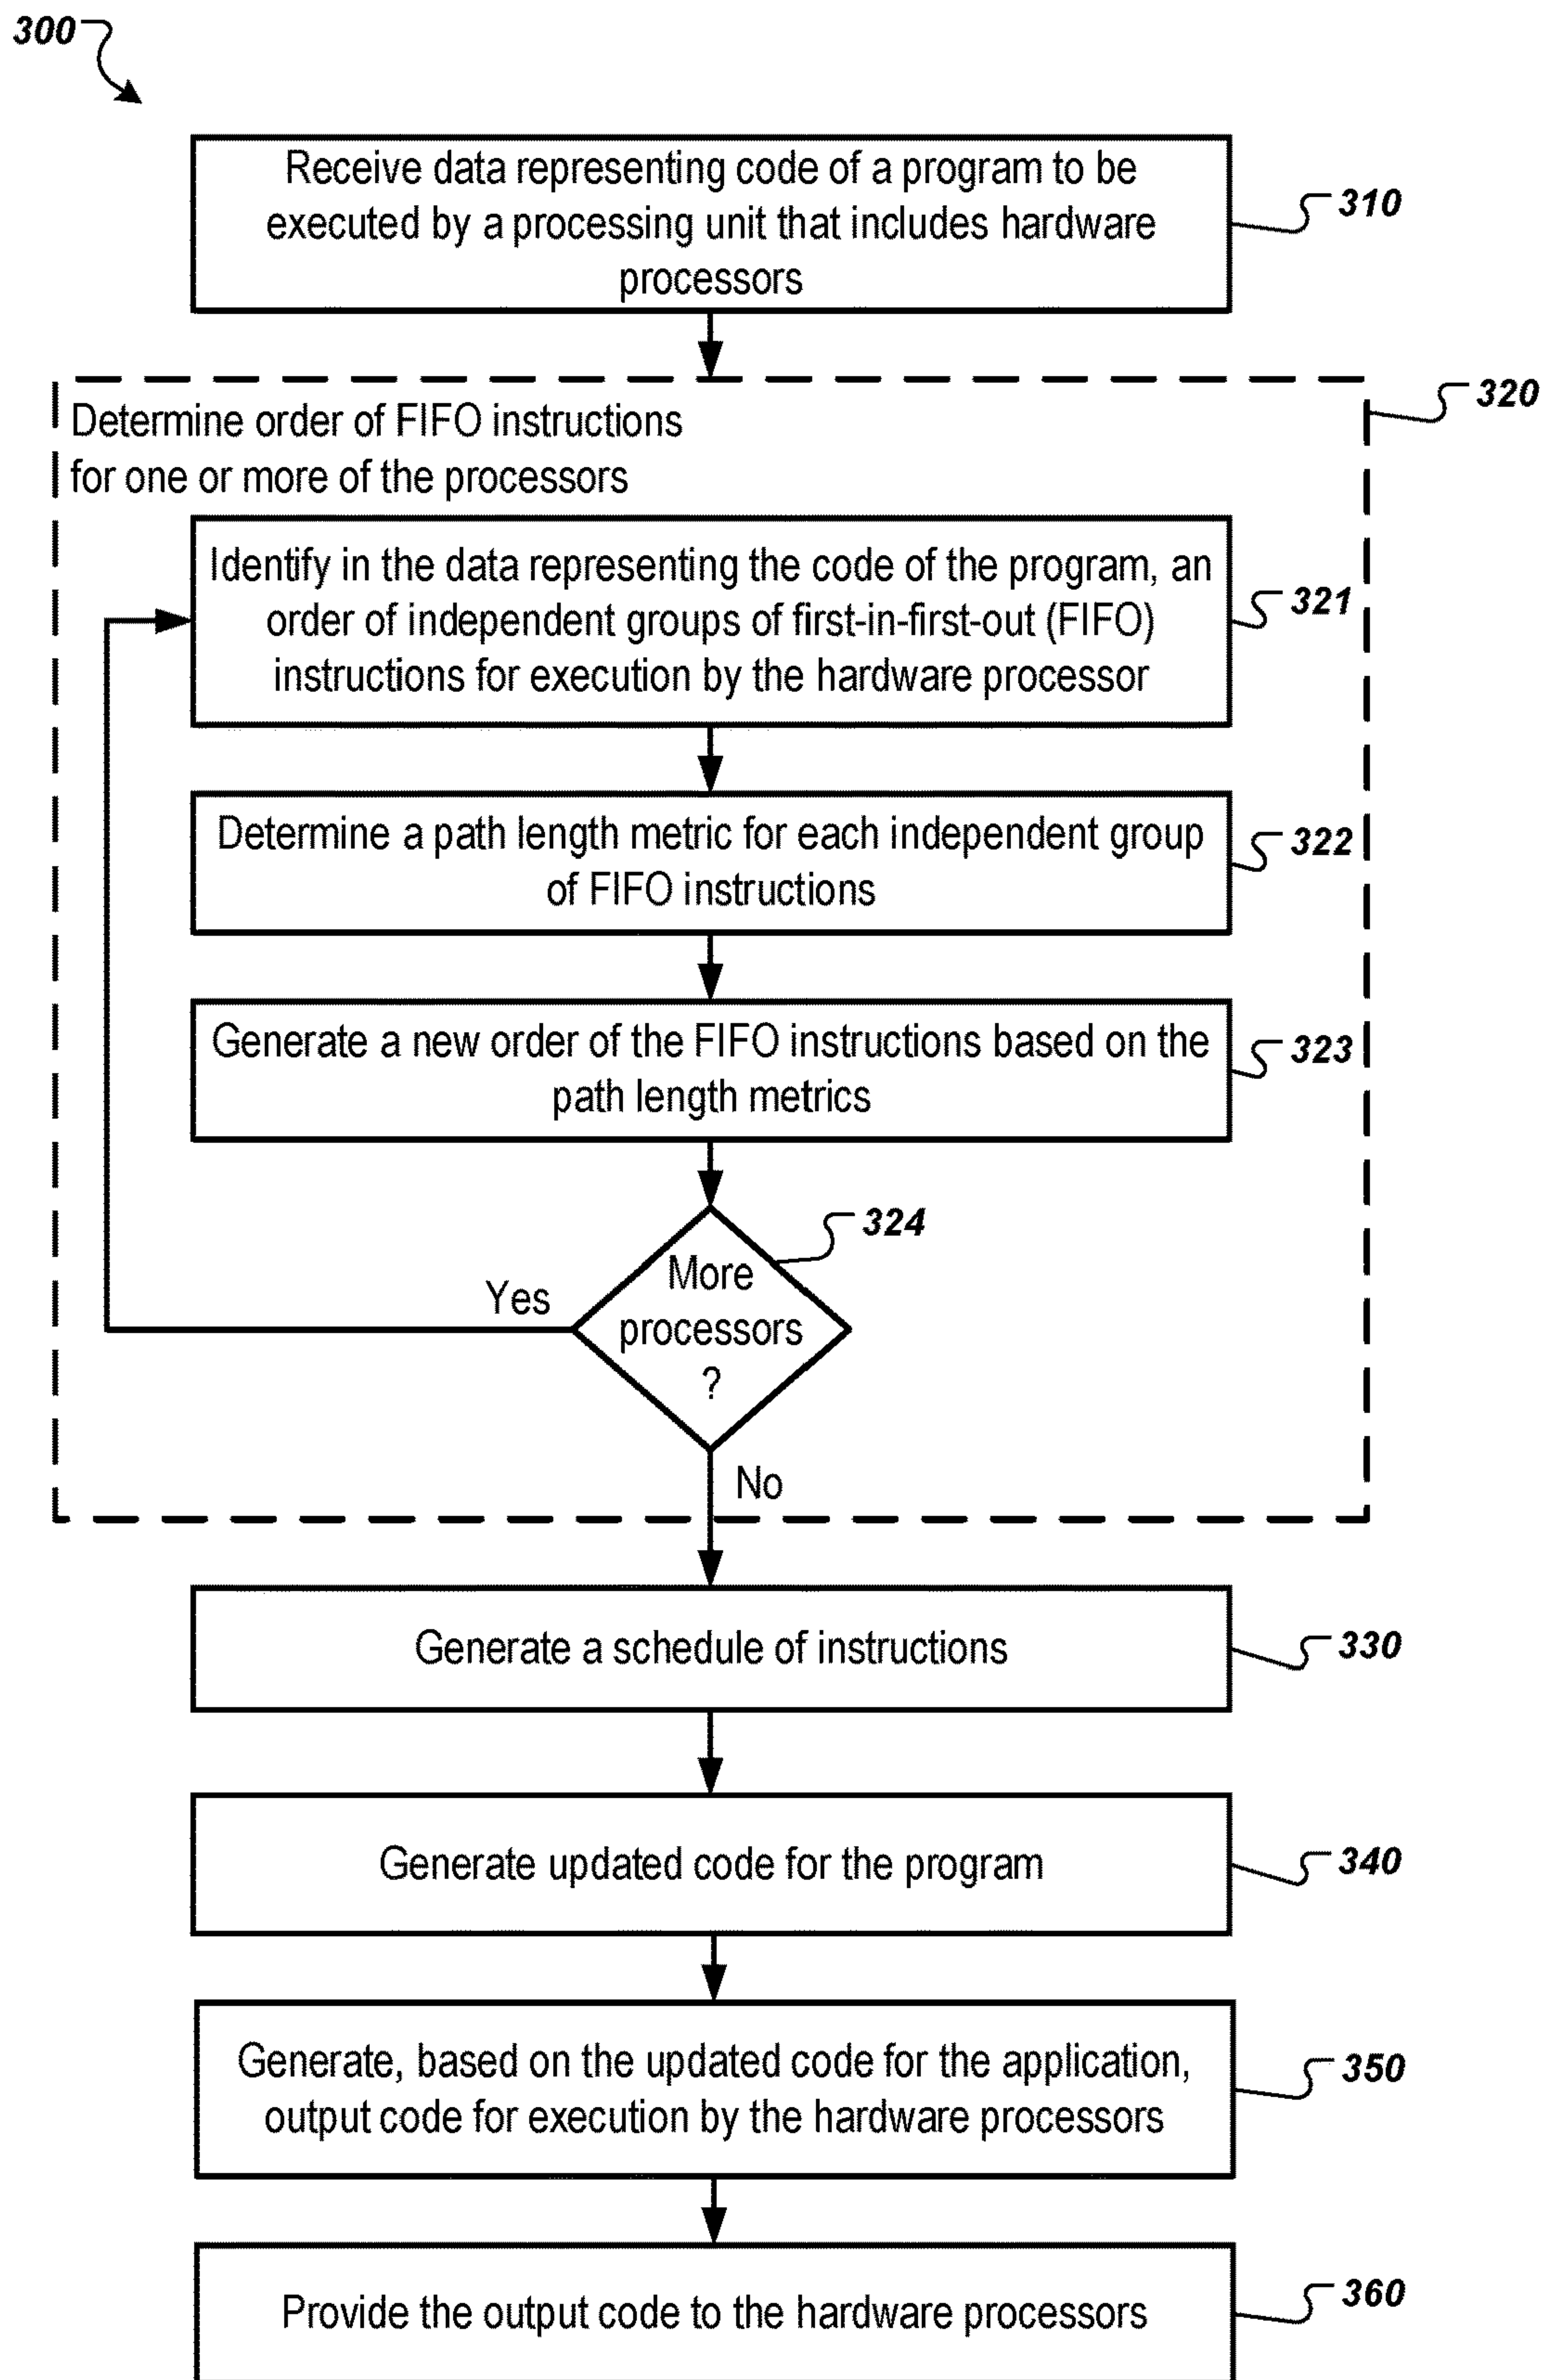 300
Receive data representing code of a program to be
executed by a processing unit that includes hardware
processors
310
320
Determine order of FIFO instructions
for one or more of the processors
Identify in the data representing the code of the program, an
order of independent groups of first-in-first-out (FIFO)
instructions for execution by the hardware processor
321
Determine a path length metric for each independent group
of FIFO instructions
322
Generate a new order of the FIFO instructions based on the
path length metrics
323
324
More
processors
?
Yes
No
Generate a schedule of instructions
330
Generate updated code for the program
340
Generate, based on the updated code for the application,
output code for execution by the hardware processors
350
Provide the output code to the hardware processors
360